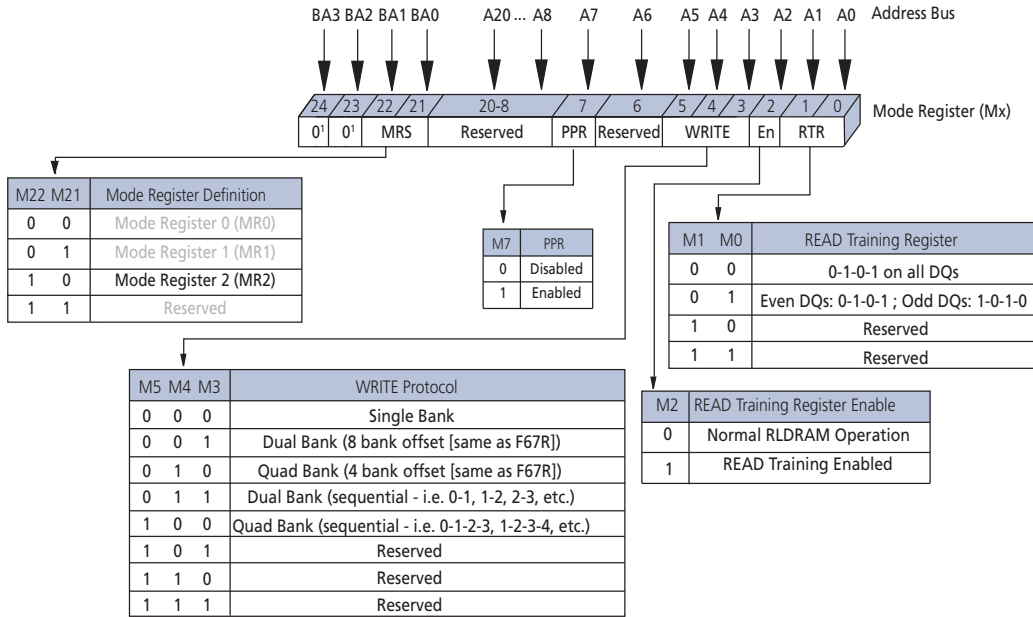 BA3 BA2 BA1 BA0 A20 ... A8 A7 A6 A5 A4 A3 A2 A1 A0 Address Bus
24 23 22 21 20-8 7 6 5 4 3 2 1 0 Mode Register (Mx)
0¹ 0¹ MRS Reserved PPR Reserved WRITE En RTR
M22 M21 Mode Register Definition
0 0 Mode Register 0 (MR0)
0 1 Mode Register 1 (MR1)
1 0 Mode Register 2 (MR2)
1 1 Reserved
M7 PPR
0 Disabled
1 Enabled
M1 M0 READ Training Register
0 0 0-1-0-1 on all DQs
0 1 Even DQs: 0-1-0-1 ; Odd DQs: 1-0-1-0
1 0 Reserved
1 1 Reserved
M5 M4 M3 WRITE Protocol
0 0 0 Single Bank
0 0 1 Dual Bank (8 bank offset [same as F67R])
0 1 0 Quad Bank (4 bank offset [same as F67R])
0 1 1 Dual Bank (sequential - i.e. 0-1, 1-2, 2-3, etc.)
1 0 0 Quad Bank (sequential - i.e. 0-1-2-3, 1-2-3-4, etc.)
1 0 1 Reserved
1 1 0 Reserved
1 1 1 Reserved
M2 READ Training Register Enable
0 Normal RLDRAM Operation
1 READ Training Enabled